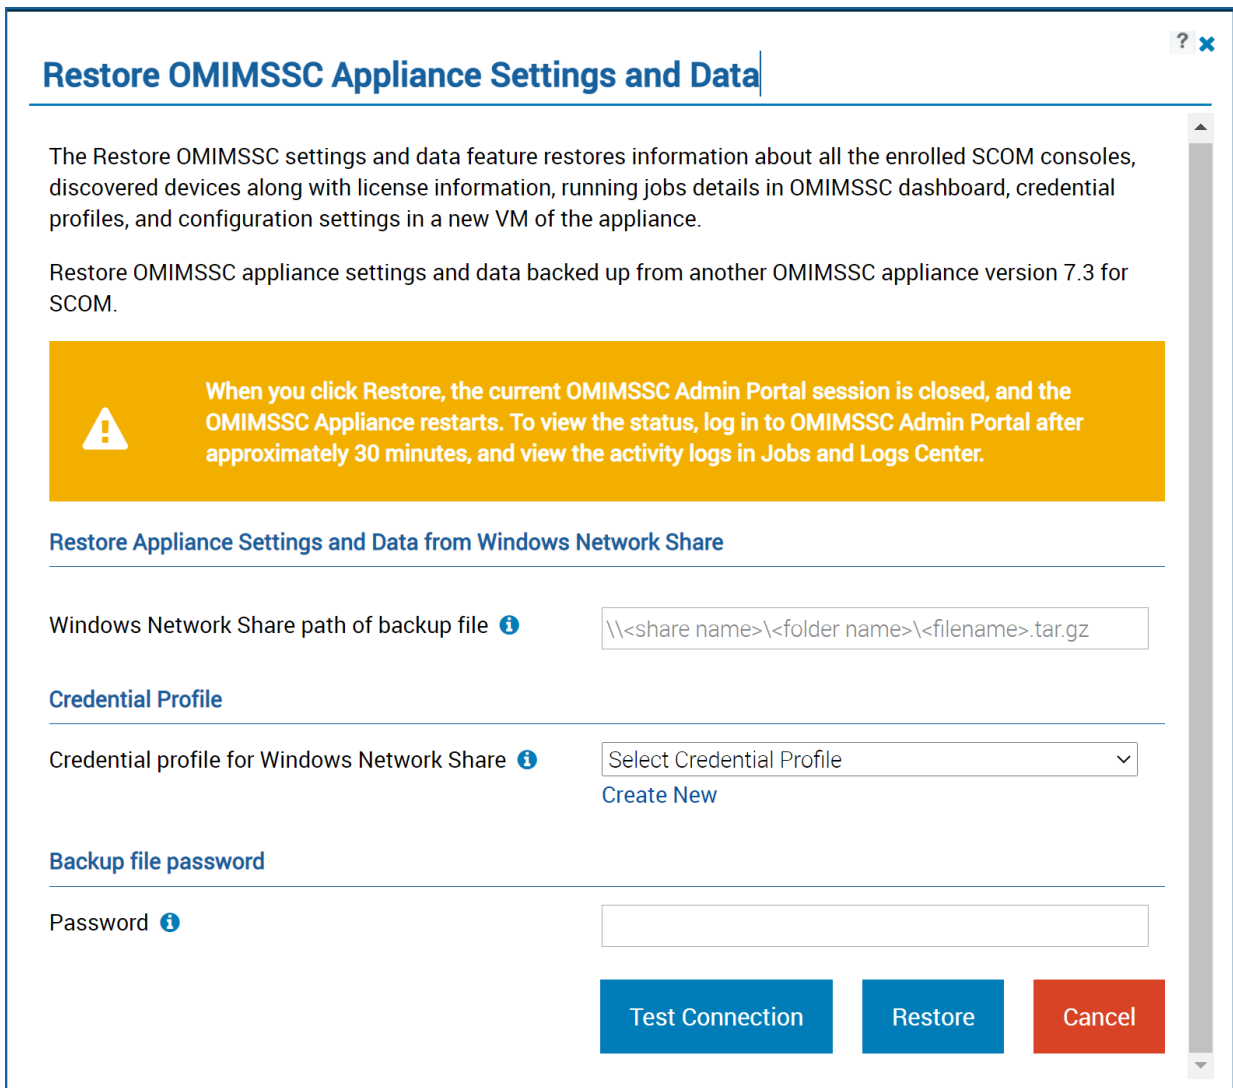 ?
Restore OMIMSSC Appliance Settings and Data
The Restore OMIMSSC settings and data feature restores information about all the enrolled SCOM consoles,
discovered devices along with license information, running jobs details in OMIMSSC dashboard, credential
profiles, and configuration settings in a new VM of the appliance.
Restore OMIMSSC appliance settings and data backed up from another OMIMSSC appliance version 7.3 for
SCOM.
When you click Restore, the current OMIMSSC Admin Portal session is closed, and the
OMIMSSC Appliance restarts. To view the status, log in to OMIMSSC Admin Portal after
approximately 30 minutes, and view the activity logs in Jobs and Logs Center.
Restore Appliance Settings and Data from Windows Network Share
Windows Network Share path of backup file
\\<share name>\<folder name>\<filename>.tar.gz
Credential Profile
Credential profile for Windows Network Share
Select Credential Profile
Create New
Backup file password
Password
Test Connection
Restore
Cancel